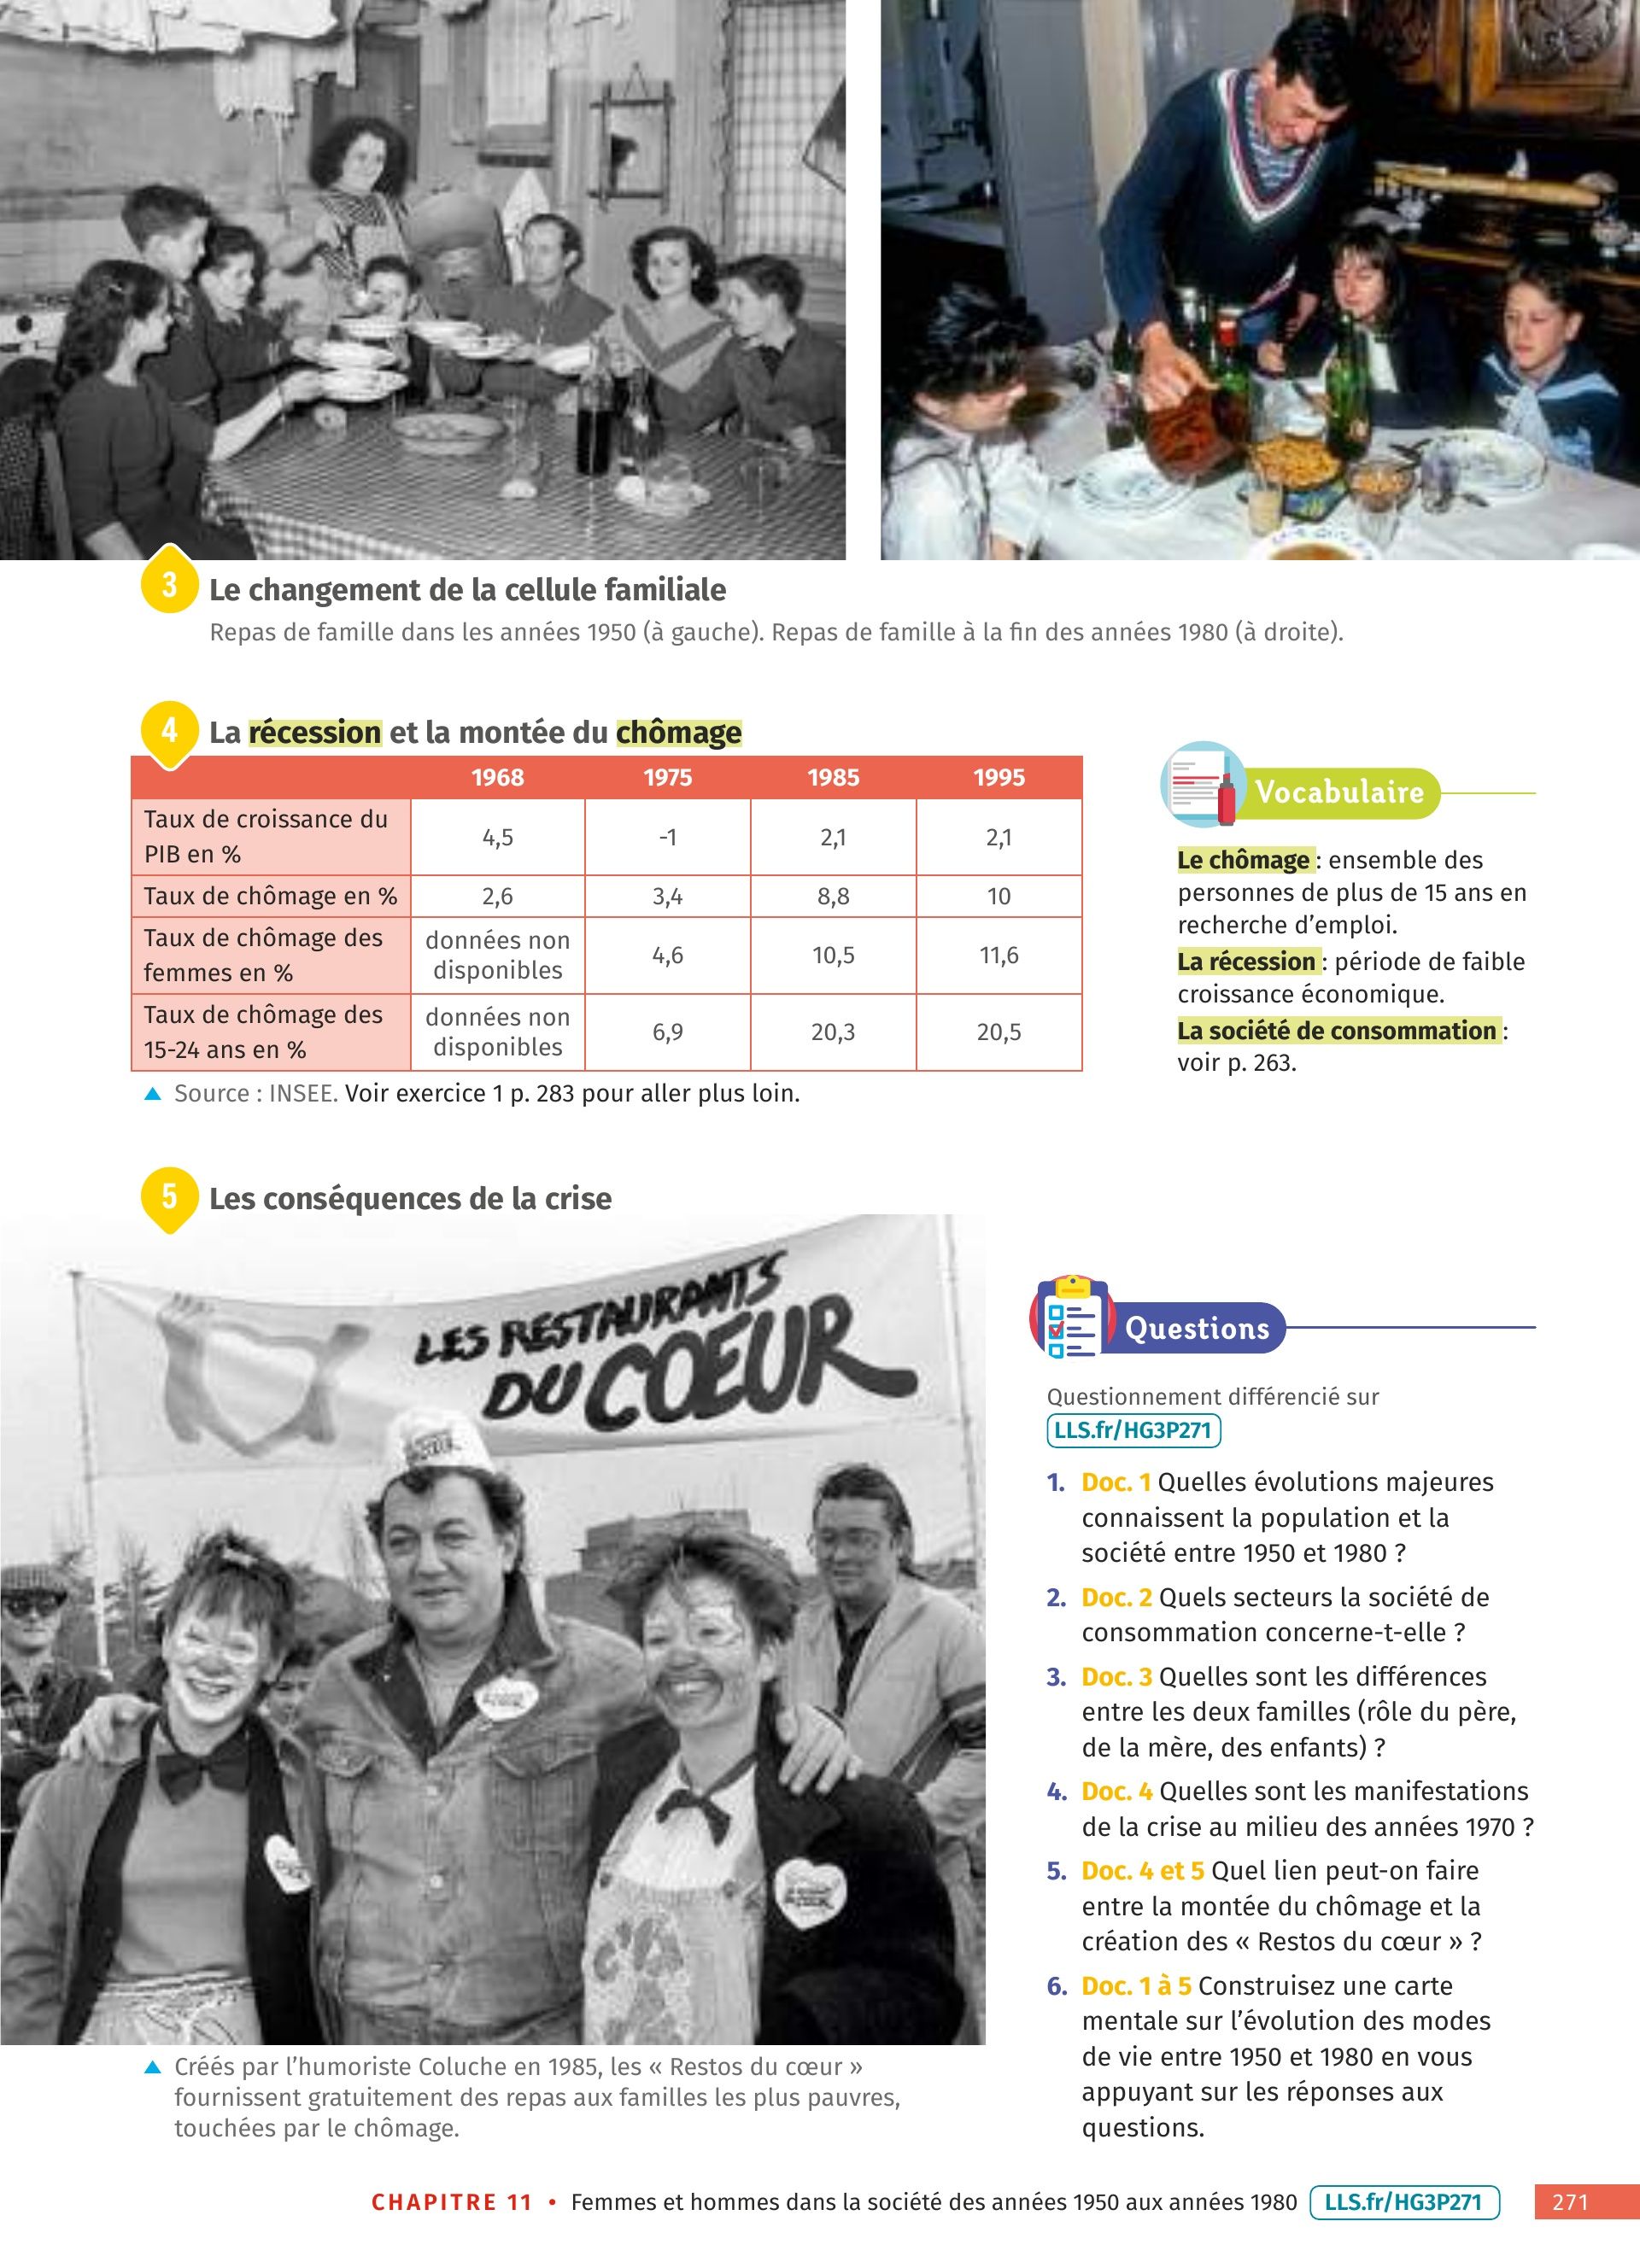 3
Le changement de la cellule familiale
Repas de famille dans les années 1950 (à gauche). Repas de famille à la fin des années 1980 (à droite).
4
La récession et la montée du chômage
1968 1975 1985 1995
Taux de croissance du
PIB en %
4,5 -1 2,1 2,1
Taux de chômage en % 2,6 3,4 8,8 10
Taux de chômage des
femmes en %
données non
disponibles
4,6 10,5 11,6
Taux de chômage des
15-24 ans en %
données non
disponibles
6,9 20,3 20,5
Source : INSEE. Voir exercice 1 p. 283 pour aller plus loin.
Vocabulaire
Le chômage : ensemble des
personnes de plus de 15 ans en
recherche d’emploi.
La récession : période de faible
croissance économique.
La société de consommation :
voir p. 263.
5
Les conséquences de la crise
LES RESTAURANTS
DU COEUR
Créés par l’humoriste Coluche en 1985, les « Restos du cœur »
fournissent gratuitement des repas aux familles les plus pauvres,
touchées par le chômage.
Questions
Questionnement différencié sur
LLS.fr/HG3P271
1. Doc. 1 Quelles évolutions majeures
connaissent la population et la
société entre 1950 et 1980 ?
2. Doc. 2 Quels secteurs la société de
consommation concerne-t-elle ?
3. Doc. 3 Quelles sont les différences
entre les deux familles (rôle du père,
de la mère, des enfants) ?
4. Doc. 4 Quelles sont les manifestations
de la crise au milieu des années 1970 ?
5. Doc. 4 et 5 Quel lien peut-on faire
entre la montée du chômage et la
création des « Restos du cœur » ?
6. Doc. 1 à 5 Construisez une carte
mentale sur l’évolution des modes
de vie entre 1950 et 1980 en vous
appuyant sur les réponses aux
questions.
CHAPITRE 11 • Femmes et hommes dans la société des années 1950 aux années 1980 LLS.fr/HG3P271 271